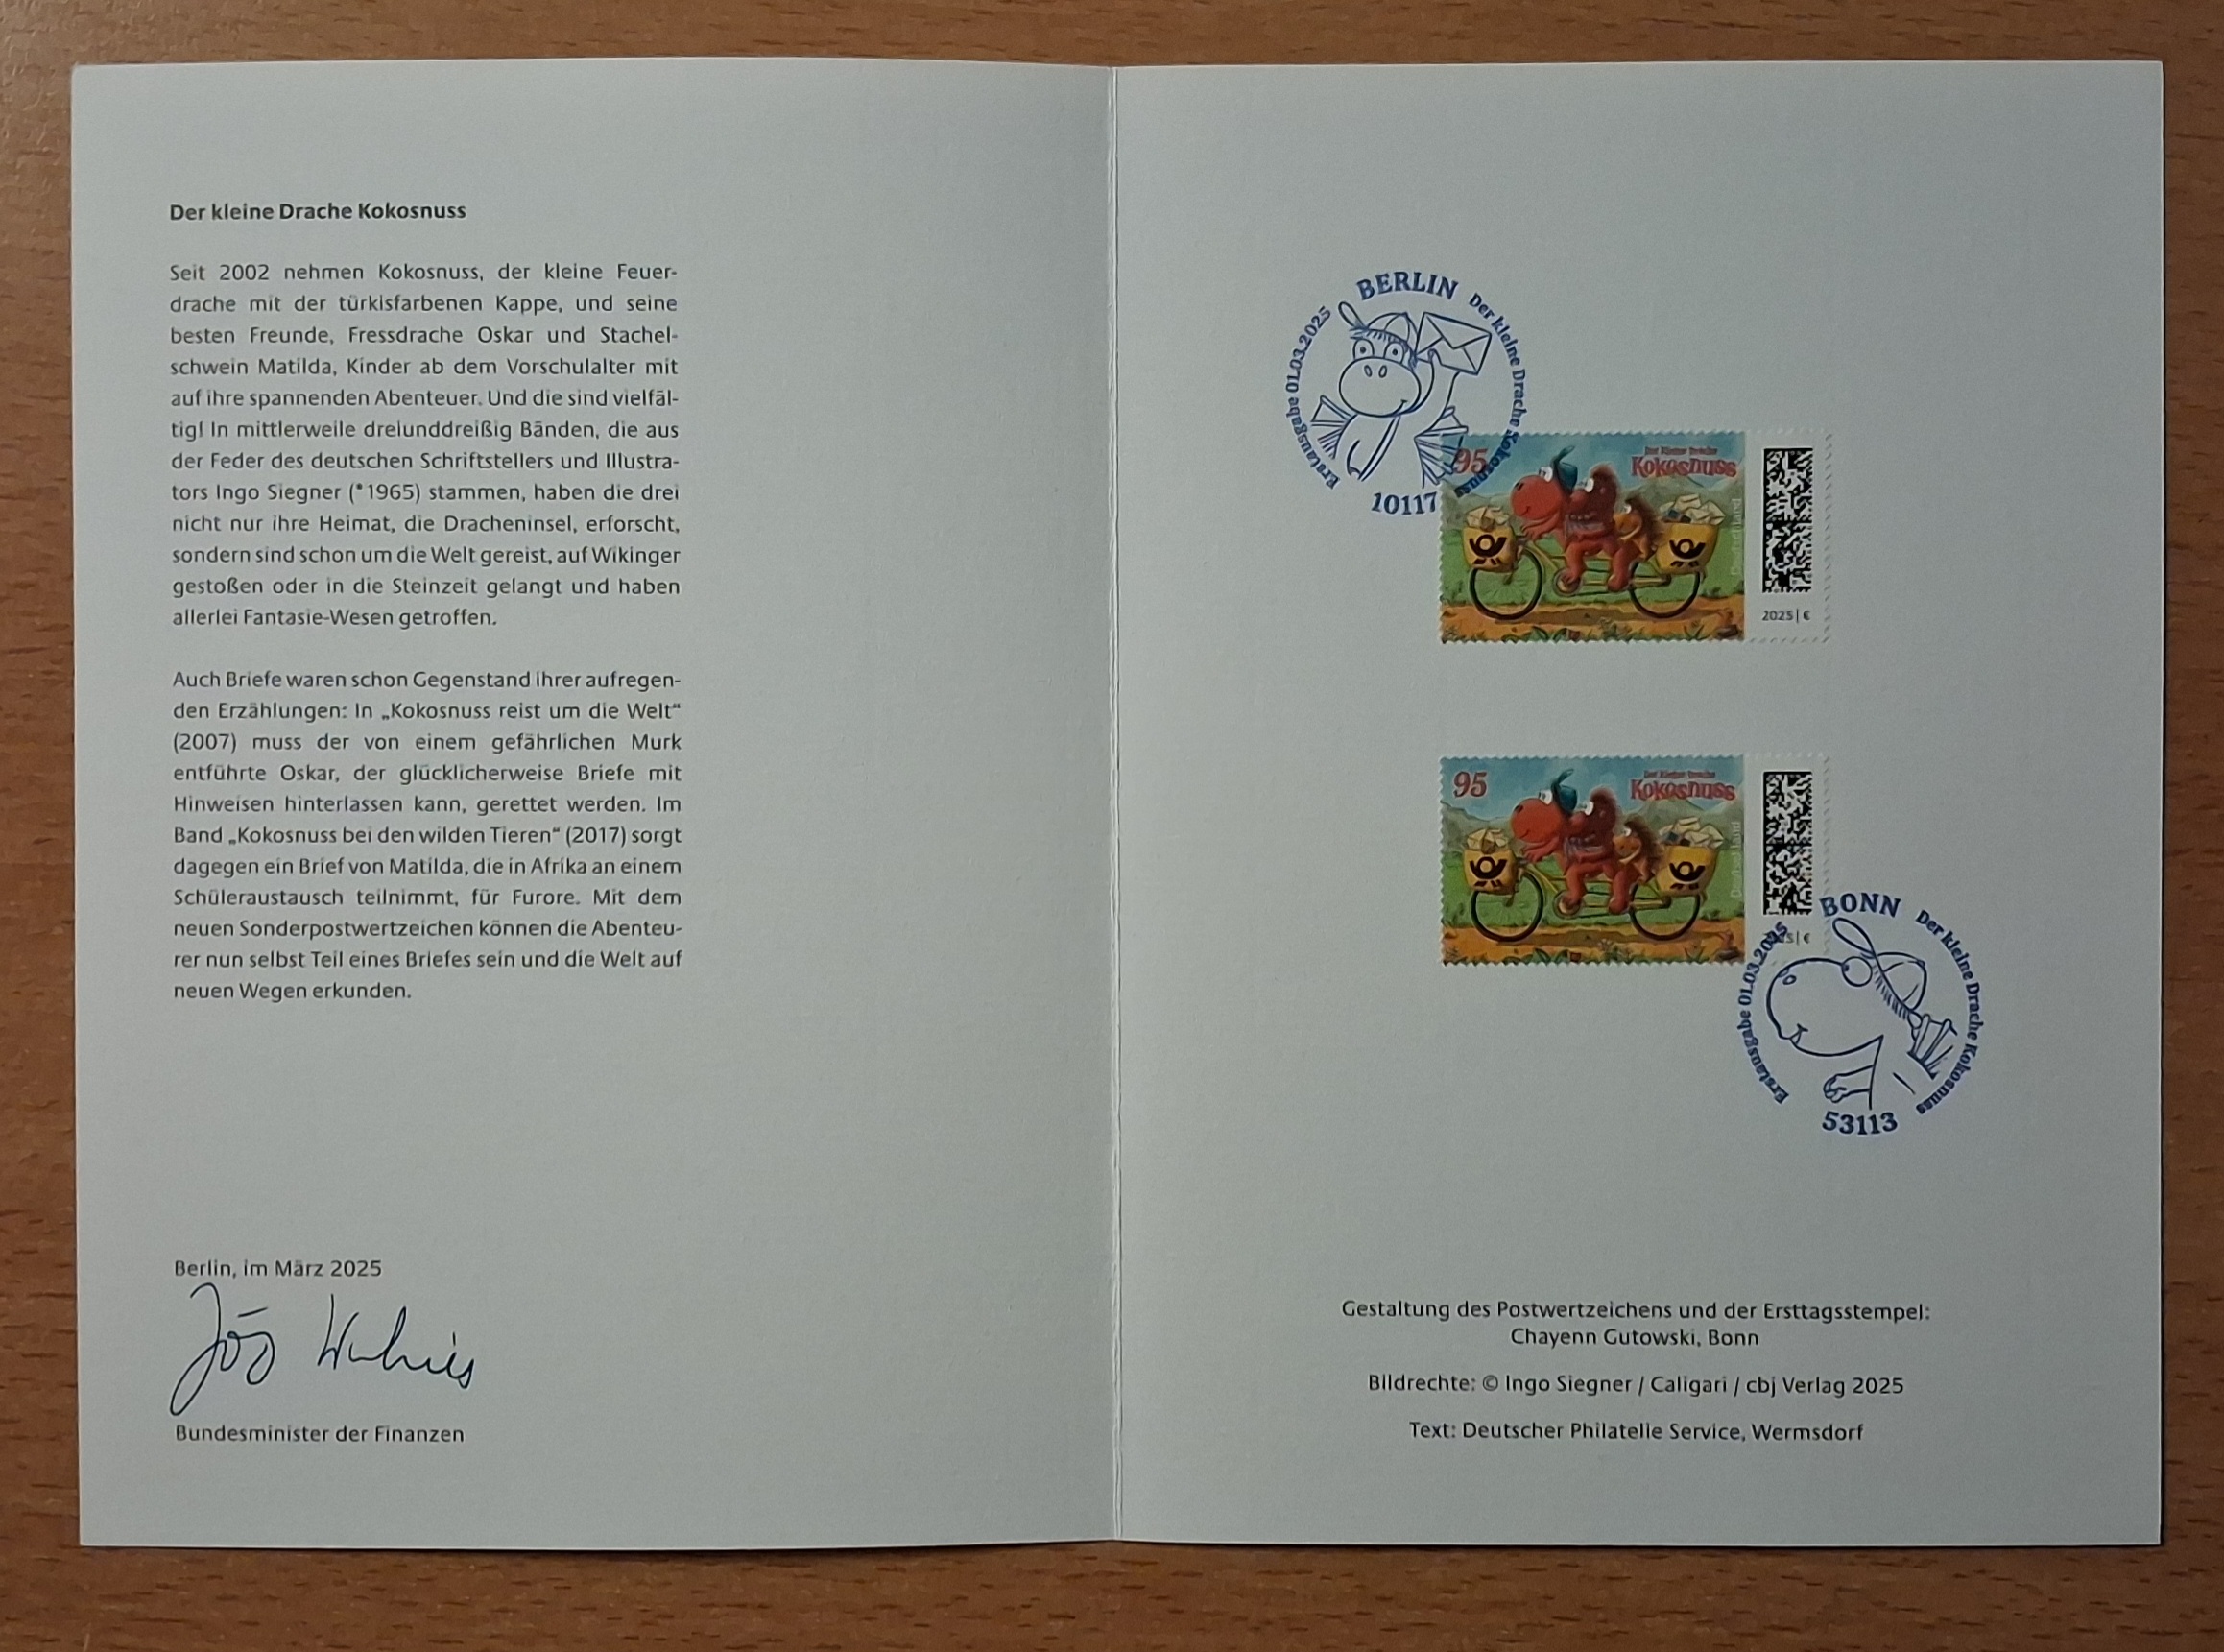 Der kleine Drache Kokosnuss
Seit 2002 nehmen Kokosnuss, der kleine Feuer-
drache mit der türkisfarbenen Kappe, und seine
besten Freunde, Fressdrache Oskar und Stachel-
schwein Matilda, Kinder ab dem Vorschulalter mit
auf ihre spannenden Abenteuer. Und die sind vielfäl-
tig! In mittlerweile dreiunddreißig Bänden, die aus
der Feder des deutschen Schriftstellers und Illustra-
tors Ingo Siegner (*1965) stammen, haben die drei
nicht nur ihre Heimat, die Dracheninsel, erforscht,
sondern sind schon um die Welt gereist, auf Wikinger
gestoßen oder in die Steinzeit gelangt und haben
allerlei Fantasie-Wesen getroffen.
Auch Briefe waren schon Gegenstand ihrer aufregen-
den Erzählungen: In „Kokosnuss reist um die Welt“
(2007) muss der von einem gefährlichen Murk
entführte Oskar, der glücklicherweise Briefe mit
Hinweisen hinterlassen kann, gerettet werden. Im
Band „Kokosnuss bei den wilden Tieren“ (2017) sorgt
dagegen ein Brief von Matilda, die in Afrika an einem
Schüleraustausch teilnimmt, für Furore. Mit dem
neuen Sonderpostwertzeichen können die Abenteu-
rer nun selbst Teil eines Briefes sein und die Welt auf
neuen Wegen erkunden.
Berlin, im März 2025
Bundesminister der Finanzen
BERLIN
Erstausgabe 01.03.2025
Der kleine Drache Kokosnuss
10117
95
Der kleine Drache
Kokosnuss
Deutschland
2025 | €
95
Der kleine Drache
Kokosnuss
Deutschland
BONN
Erstausgabe 01.03.2025
Der kleine Drache Kokosnuss
53113
Gestaltung des Postwertzeichens und der Ersttagsstempel:
Chayenn Gutowski, Bonn
Bildrechte: © Ingo Siegner / Caligari / cbj Verlag 2025
Text: Deutscher Philatelie Service, Wermsdorf